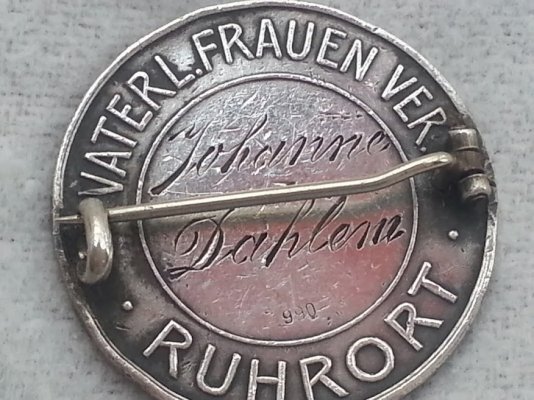 VATERL. FRAUEN VER.
Johanne
Dahlem
990
RUHRORT